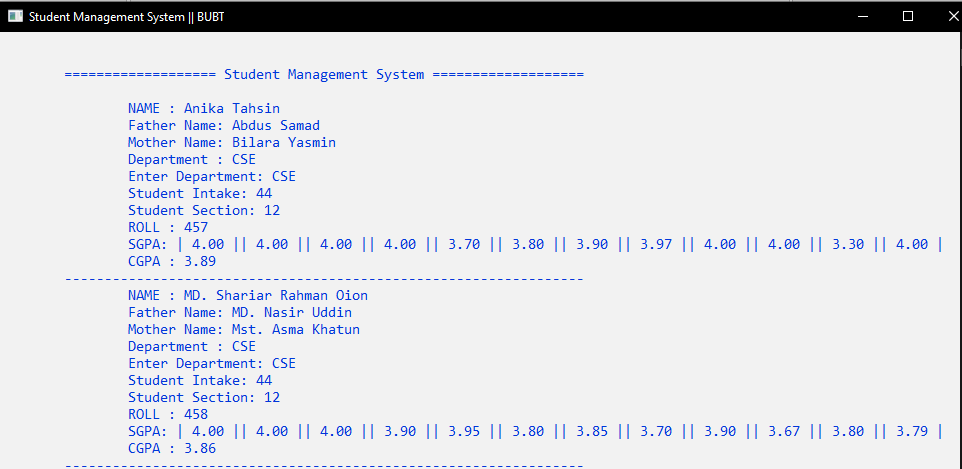 Student Management System || BUBT
=================== Student Management System ===================
NAME : Anika Tahsin
Father Name: Abdus Samad
Mother Name: Bilara Yasmin
Department : CSE
Enter Department: CSE
Student Intake: 44
Student Section: 12
ROLL : 457
SGPA: | 4.00 || 4.00 || 4.00 || 4.00 || 3.70 || 3.80 || 3.90 || 3.97 || 4.00 || 4.00 || 3.30 || 4.00 |
CGPA : 3.89
-----------------------------------------------------------------
NAME : MD. Shariar Rahman Oion
Father Name: MD. Nasir Uddin
Mother Name: Mst. Asma Khatun
Department : CSE
Enter Department: CSE
Student Intake: 44
Student Section: 12
ROLL : 458
SGPA: | 4.00 || 4.00 || 4.00 || 3.90 || 3.95 || 3.80 || 3.85 || 3.70 || 3.90 || 3.67 || 3.80 || 3.79 |
CGPA : 3.86
-----------------------------------------------------------------